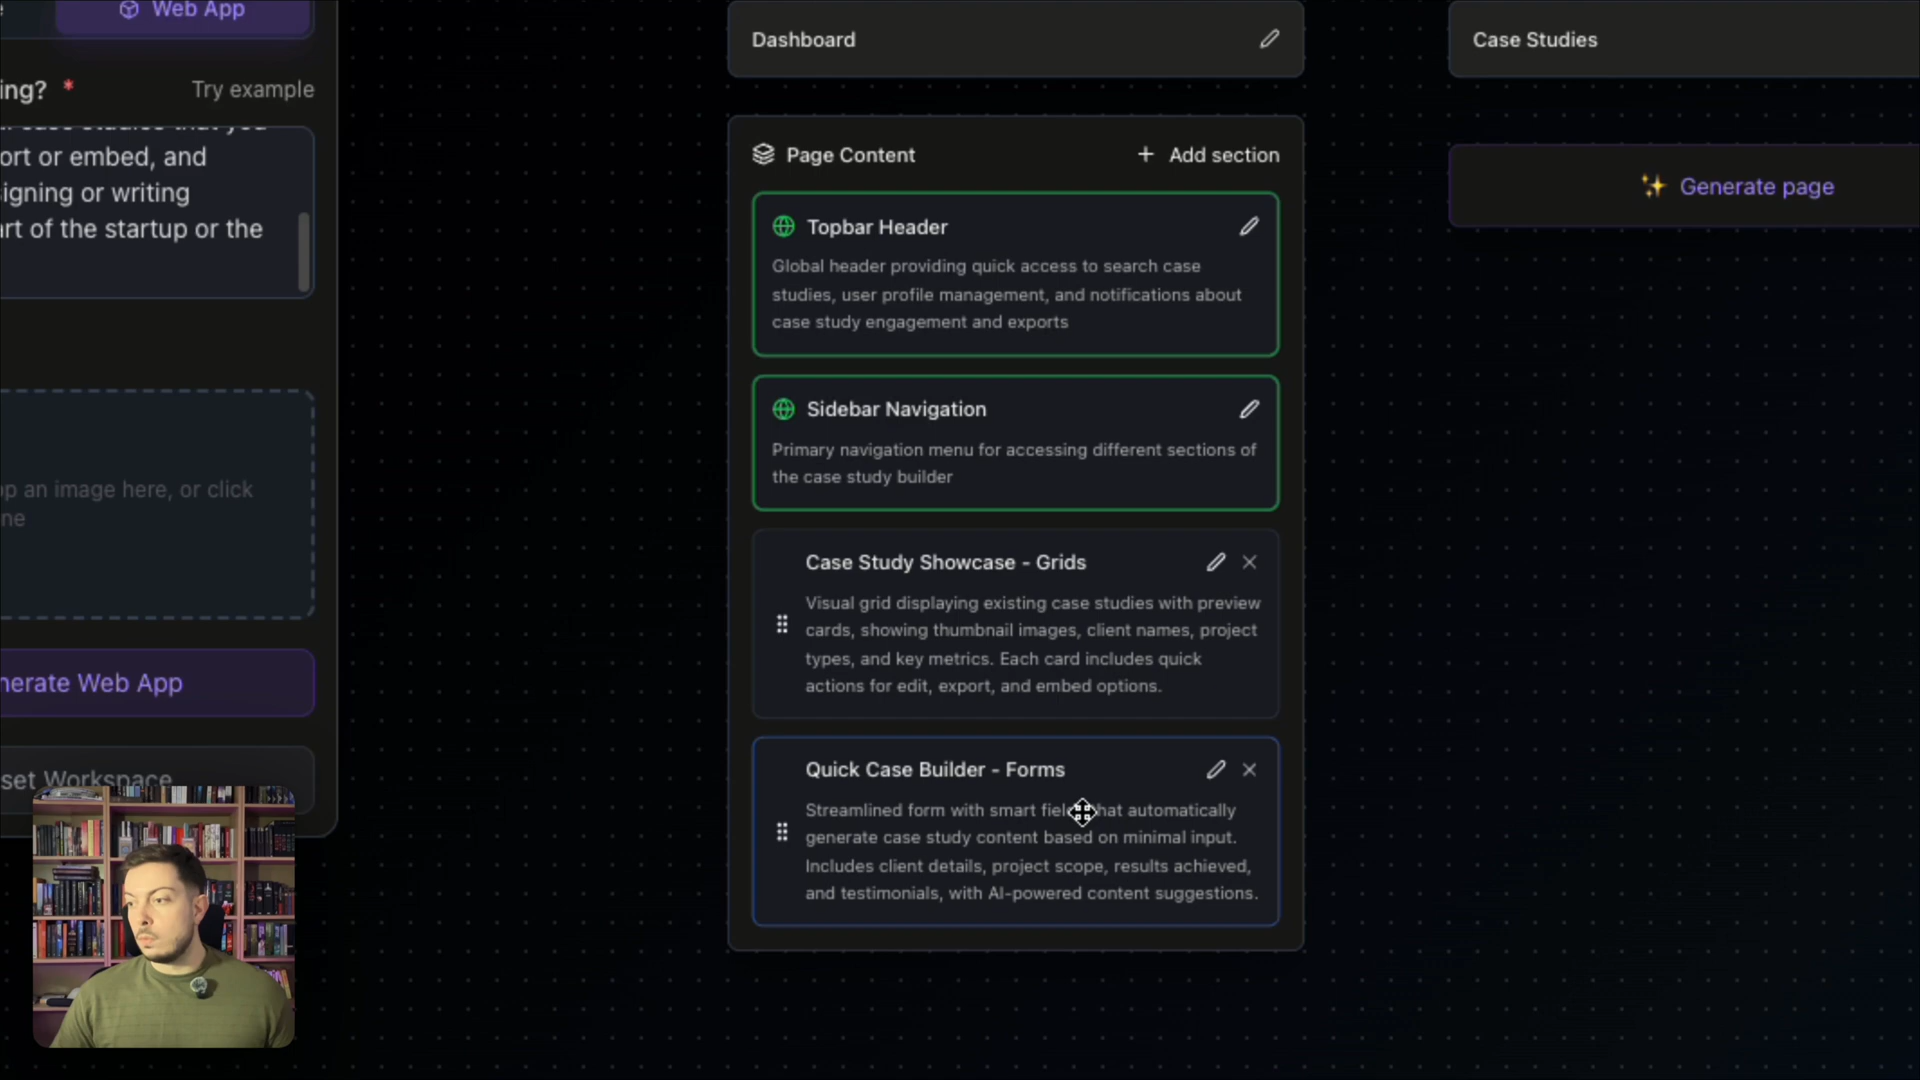 Web App
ing? *
Try example
ort or embed, and
signing or writing
art of the startup or the
op an image here, or click
ne
nerate Web App
set Workspace
Dashboard
Page Content
+ Add section
Topbar Header
Global header providing quick access to search case
studies, user profile management, and notifications about
case study engagement and exports
Sidebar Navigation
Primary navigation menu for accessing different sections of
the case study builder
Case Study Showcase - Grids
Visual grid displaying existing case studies with preview
cards, showing thumbnail images, client names, project
types, and key metrics. Each card includes quick
actions for edit, export, and embed options.
Quick Case Builder - Forms
Streamlined form with smart that automatically
generate case study content based on minimal input.
Includes client details, project scope, results achieved,
and testimonials, with AI-powered content suggestions.
Case Studies
Generate page